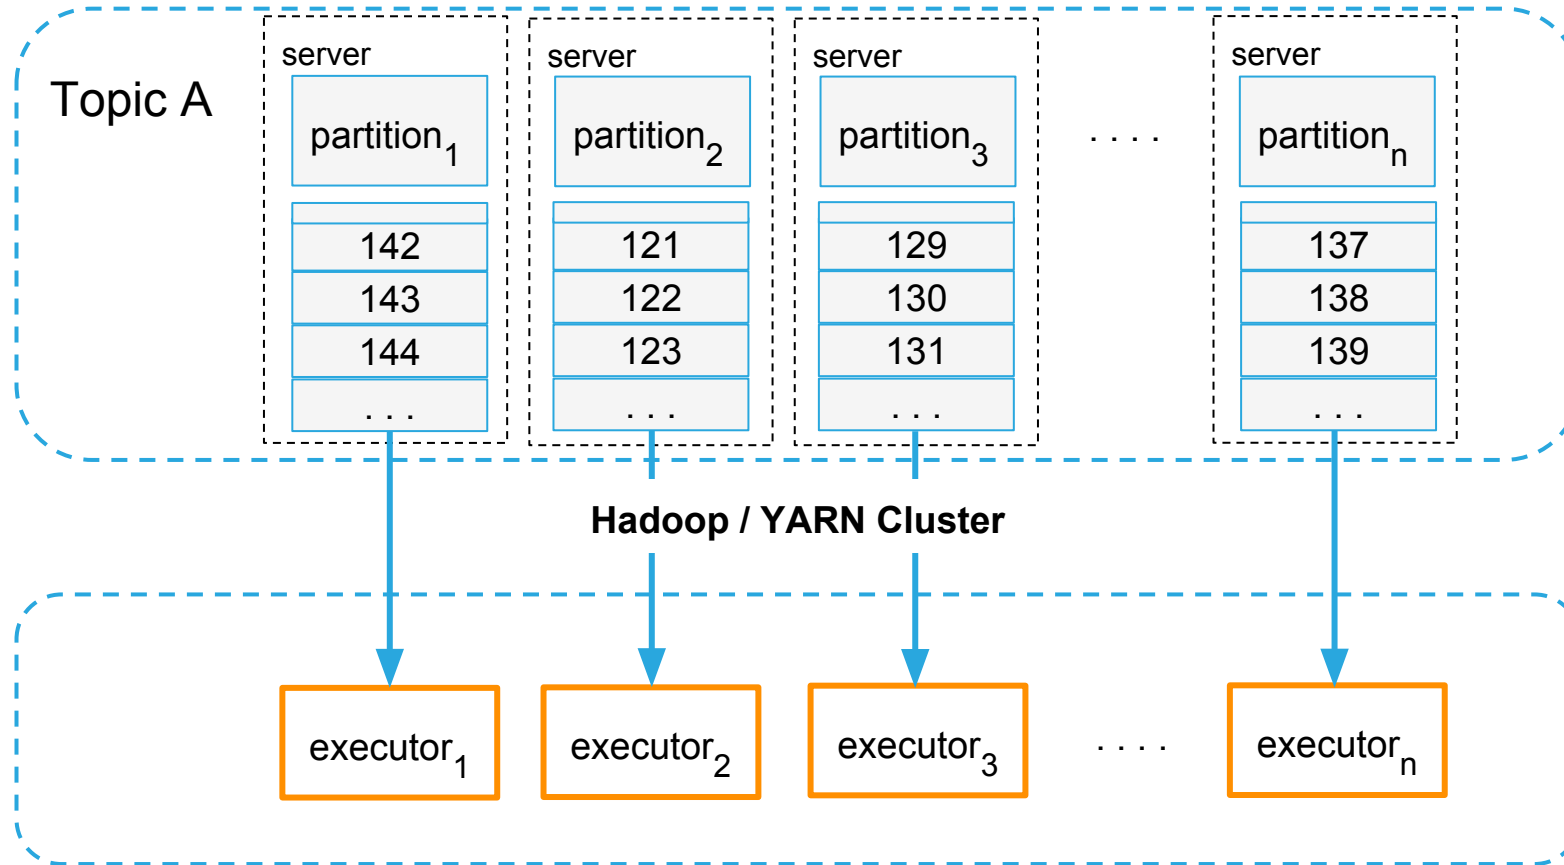 server server server server
Topic A
partition1 partition2 partition3 . . . . partitionn
142 121 129 137
143 122 130 138
144 123 131 139
. . . . . . . . . . . .
Hadoop / YARN Cluster
executor1 executor2 executor3 . . . . executorn